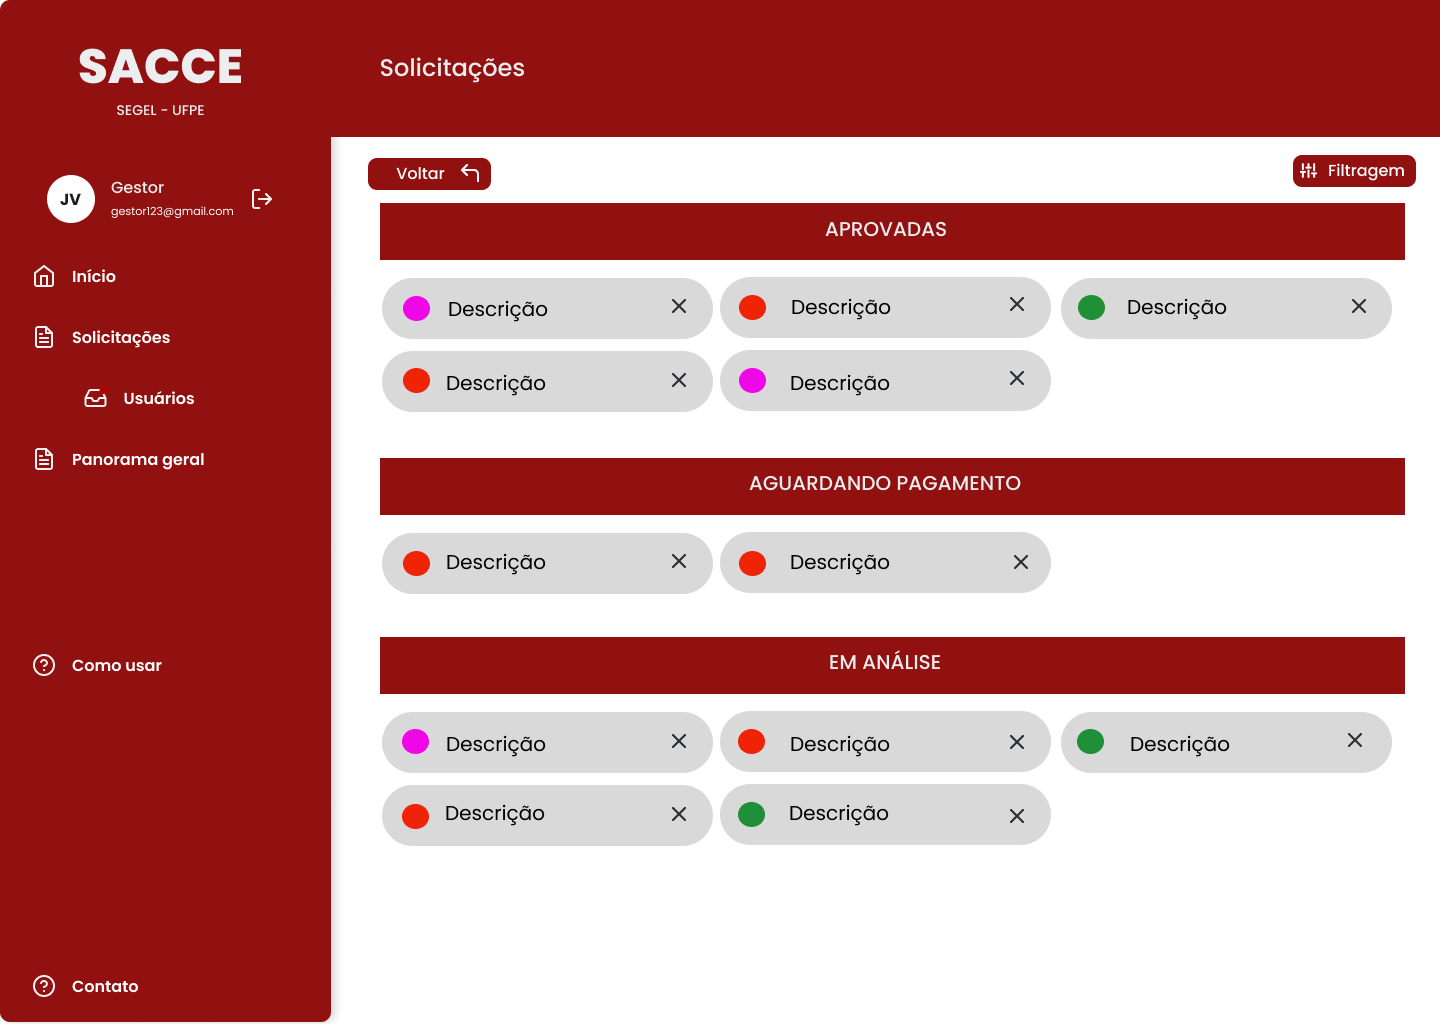 SACCE
SEGEL - UFPE
JV
Gestor
gestor123@gmail.com
Início
Solicitações
Usuários
Panorama geral
Como usar
Contato
Solicitações
Voltar
Filtragem
APROVADAS
Descrição
Descrição
Descrição
Descrição
Descrição
AGUARDANDO PAGAMENTO
Descrição
Descrição
EM ANÁLISE
Descrição
Descrição
Descrição
Descrição
Descrição